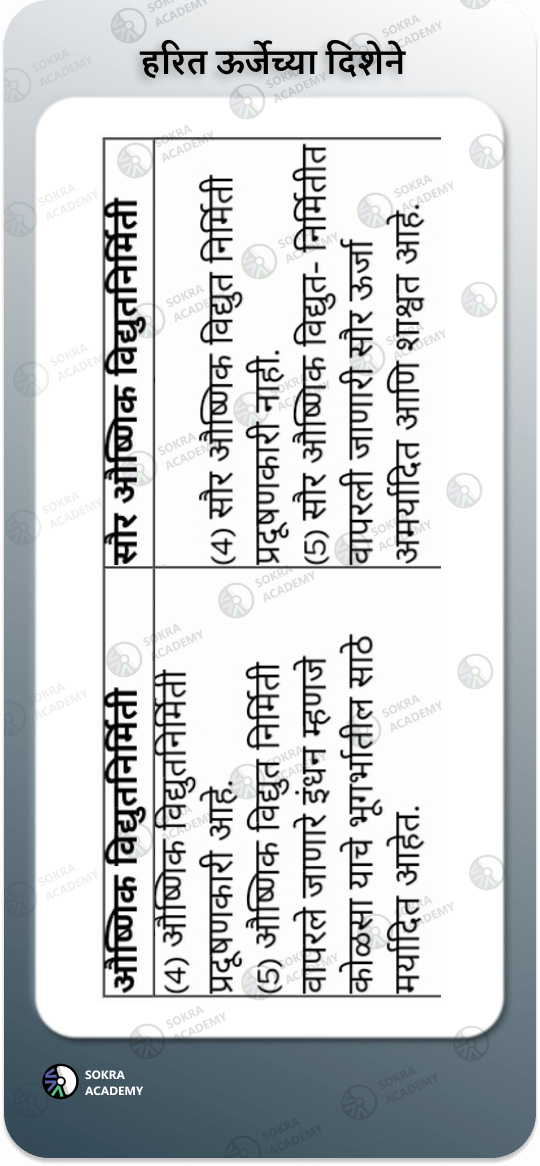 हरित ऊर्जेच्या दिशेने
औष्णिक विद्युतनिर्मिती
सौर औष्णिक विद्युतनिर्मिती
(4) औष्णिक विद्युतनिर्मिती
प्रदूषणकारी आहे.
(5) औष्णिक विद्युत निर्मिती
वापरले जाणारे इंधन म्हणजे
कोळसा याचे भूगर्भातील साठे
मर्यादित आहेत.
(4) सौर औष्णिक विद्युत निर्मिती
प्रदूषणकारी नाही.
(5) सौर औष्णिक विद्युत- निर्मितीत
वापरली जाणारी सौर ऊर्जा
अमर्यादित आणि शाश्वत आहे.
SOKRA
ACADEMY